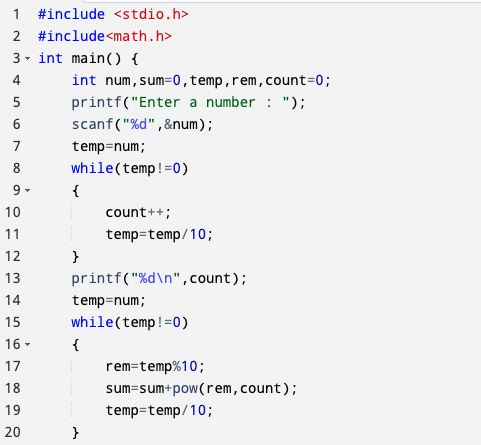 1 #include <stdio.h>
2 #include<math.h>
3 int main() {
4 int num,sum=0,temp,rem,count=0;
5 printf("Enter a number : ");
6 scanf("%d",&num);
7 temp=num;
8 while(temp!=0)
9 {
10 count++;
11 temp=temp/10;
12 }
13 printf("%d\n",count);
14 temp=num;
15 while(temp!=0)
16 {
17 rem=temp%10;
18 sum=sum+pow(rem,count);
19 temp=temp/10;
20 }